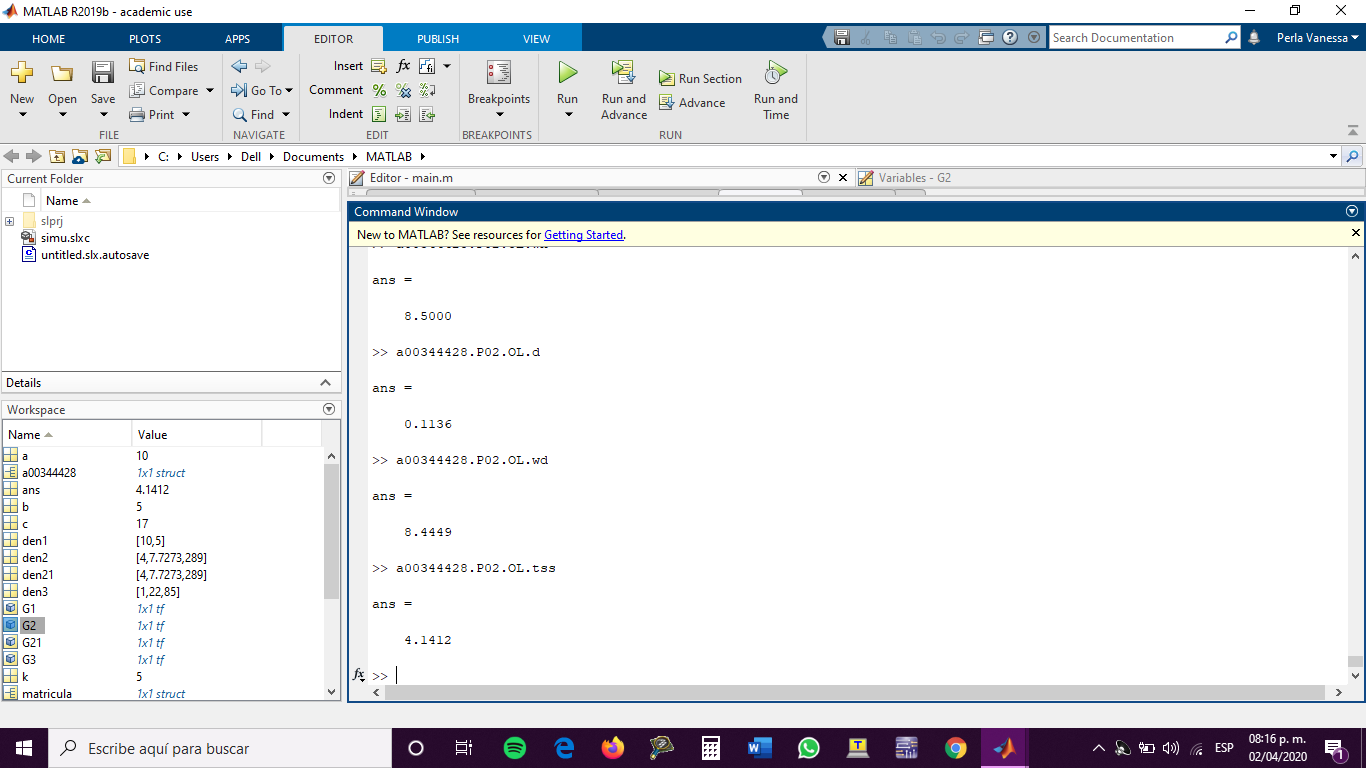 MATLAB R2019b - academic use
HOME PLOTS APPS EDITOR PUBLISH VIEW Search Documentation Perla Vanessa
New Open Save Find Files Compare Print
FILE
Go To Find
NAVIGATE
Insert fx
Comment
Indent
EDIT
Breakpoints
BREAKPOINTS
Run Run and Advance Run Section Advance Run and Time
RUN
C: Users Dell Documents MATLAB
Current Folder
Name
slprj
simu.slxc
untitled.slx.autosave
Details
Workspace
Name Value
a 10
a00344428 1x1 struct
ans 4.1412
b 5
c 17
den1 [10,5]
den2 [4,7.7273,289]
den21 [4,7.7273,289]
den3 [1,22,85]
G1 1x1 tf
G2 1x1 tf
G21 1x1 tf
G3 1x1 tf
k 5
matricula 1x1 struct
Editor - main.m Variables - G2
Command Window
New to MATLAB? See resources for Getting Started.
ans =
8.5000
>> a00344428.P02.OL.d
ans =
0.1136
>> a00344428.P02.OL.wd
ans =
8.4449
>> a00344428.P02.OL.tss
ans =
4.1412
fx >>
Escribe aquí para buscar
ESP
08:16 p. m.
02/04/2020
1